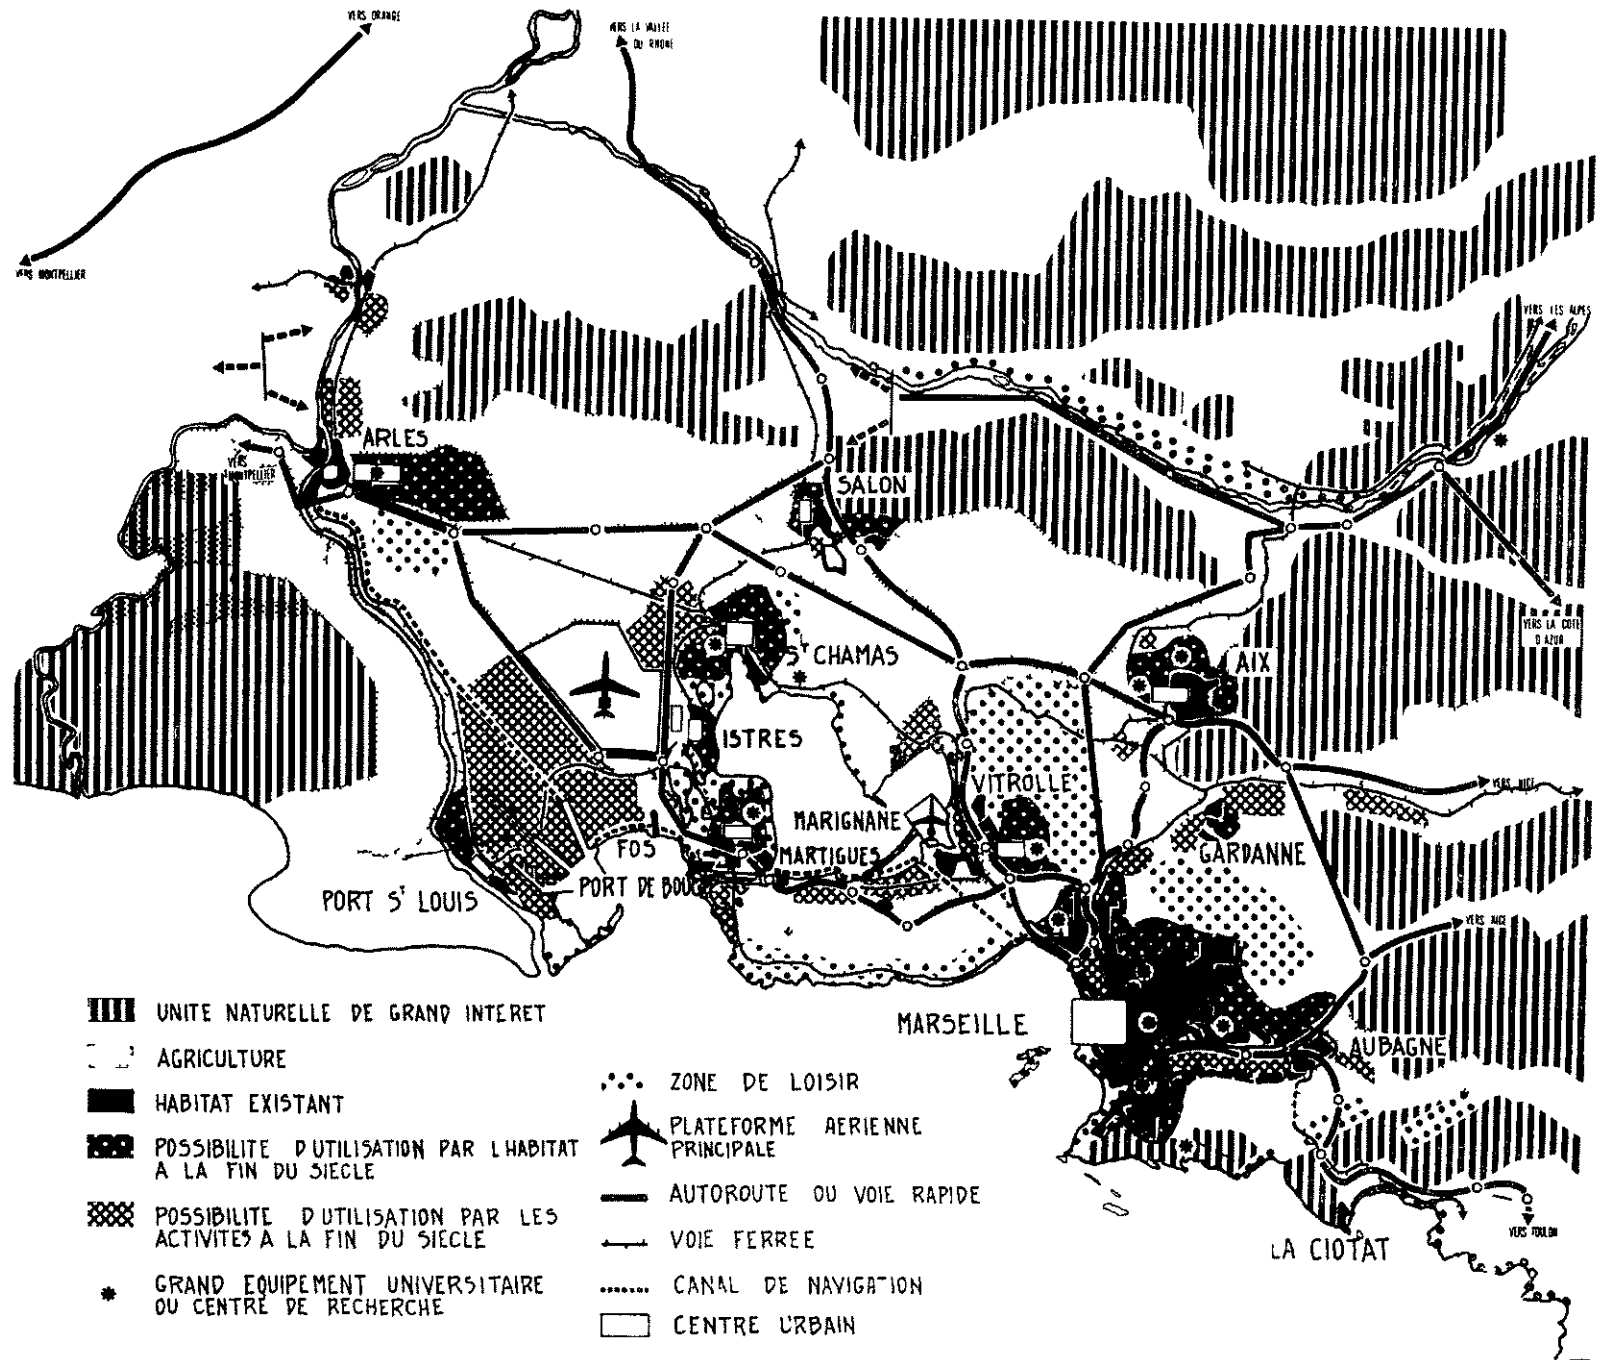 VERS ORANGE
VERS LA VALLEE
DU RHONE
VERS MONTPELLIER
VERS LES ALPES
ARLES
VERS
MONTPELLIER
SALON
VERS LA COTE
D AZUR
ST CHAMAS
AIX
ISTRES
VITROLLE
VERS NICE
MARIGNANE
FOS
MARTIGUES
GARDANNE
PORT DE BOUC
PORT ST LOUIS
VERS NICE
MARSEILLE
AUBAGNE
VERS TOULON
LA CIOTAT
UNITE NATURELLE DE GRAND INTERET
AGRICULTURE
HABITAT EXISTANT
POSSIBILITE D UTILISATION PAR L HABITAT
A LA FIN DU SIECLE
POSSIBILITE D UTILISATION PAR LES
ACTIVITES A LA FIN DU SIECLE
GRAND EQUIPEMENT UNIVERSITAIRE
OU CENTRE DE RECHERCHE
ZONE DE LOISIR
PLATEFORME AERIENNE
PRINCIPALE
AUTOROUTE OU VOIE RAPIDE
VOIE FERREE
CANAL DE NAVIGATION
CENTRE URBAIN